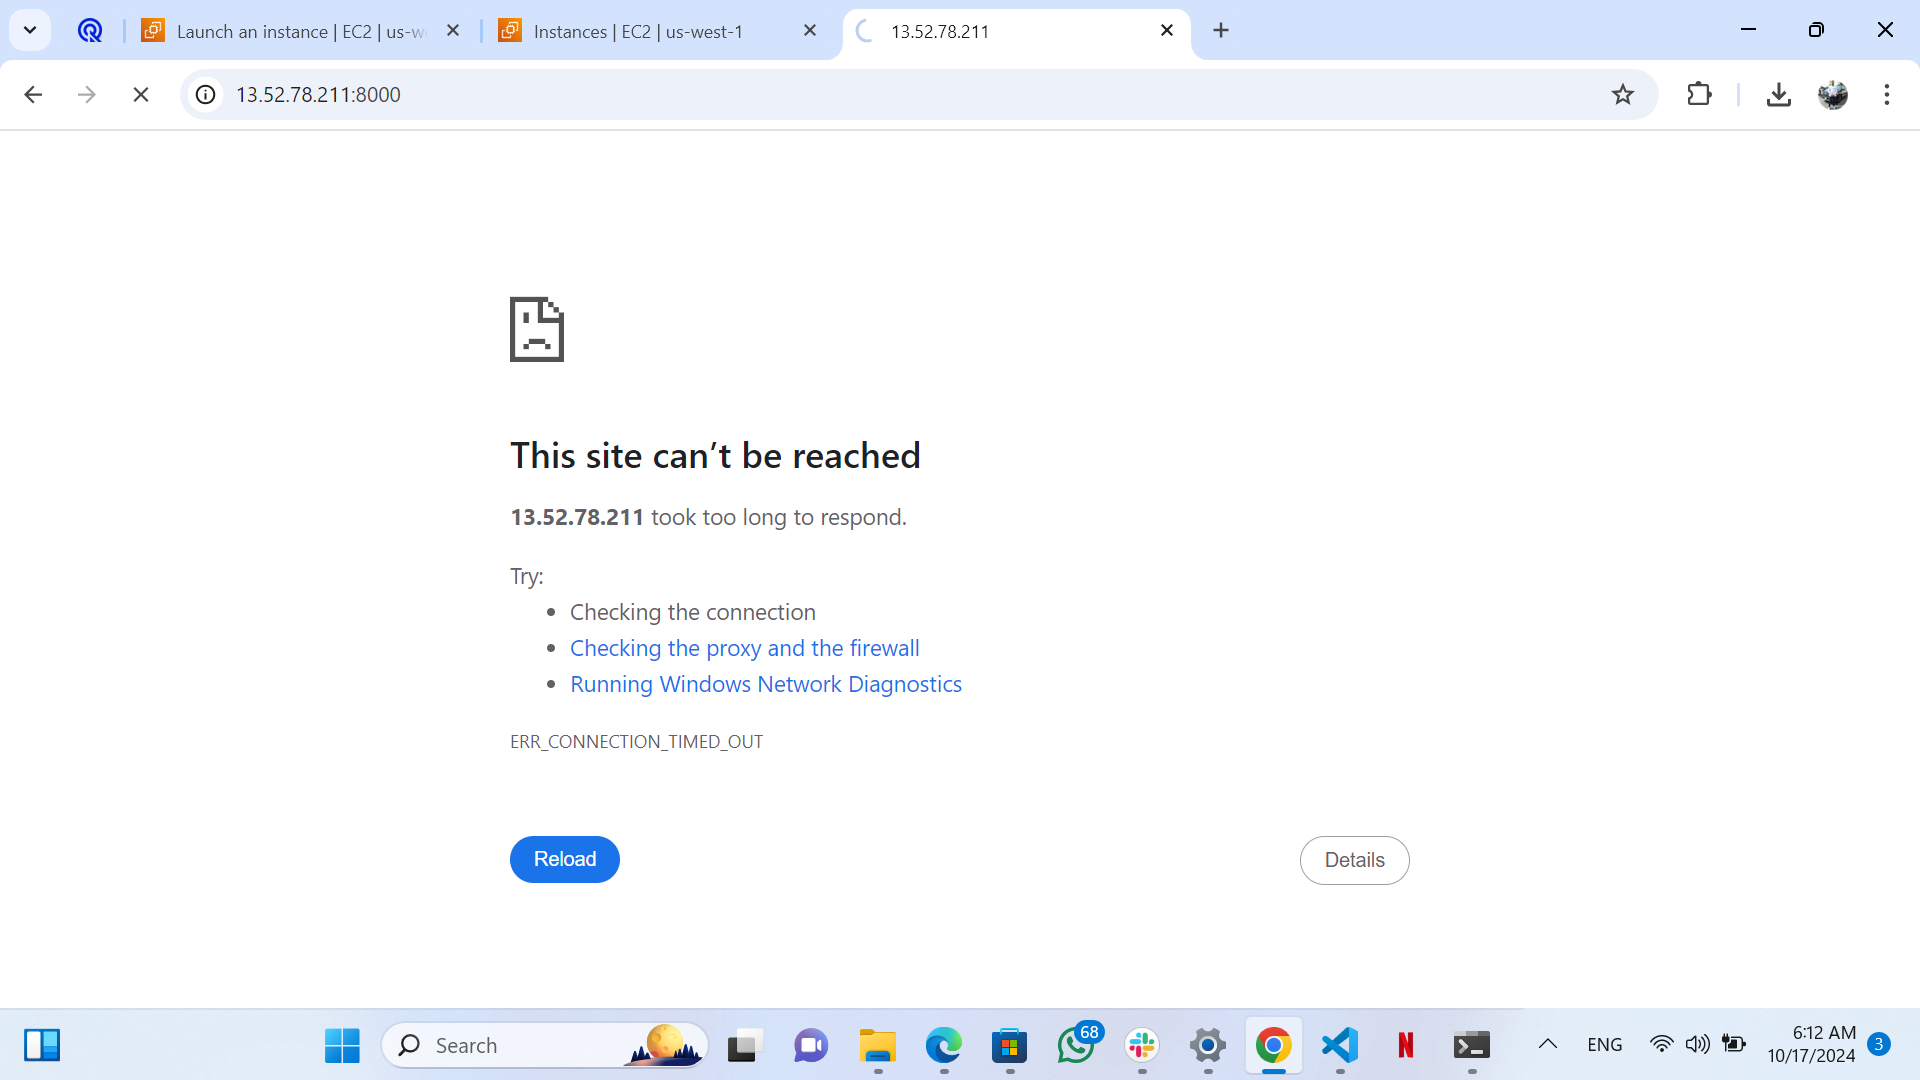 Launch an instance | EC2 | us-we
Instances | EC2 | us-west-1
13.52.78.211
13.52.78.211:8000
This site can’t be reached
13.52.78.211 took too long to respond.
Try:
Checking the connection
Checking the proxy and the firewall
Running Windows Network Diagnostics
ERR_CONNECTION_TIMED_OUT
Reload
Details
Search
68
N
ENG
6:12 AM
10/17/2024
3